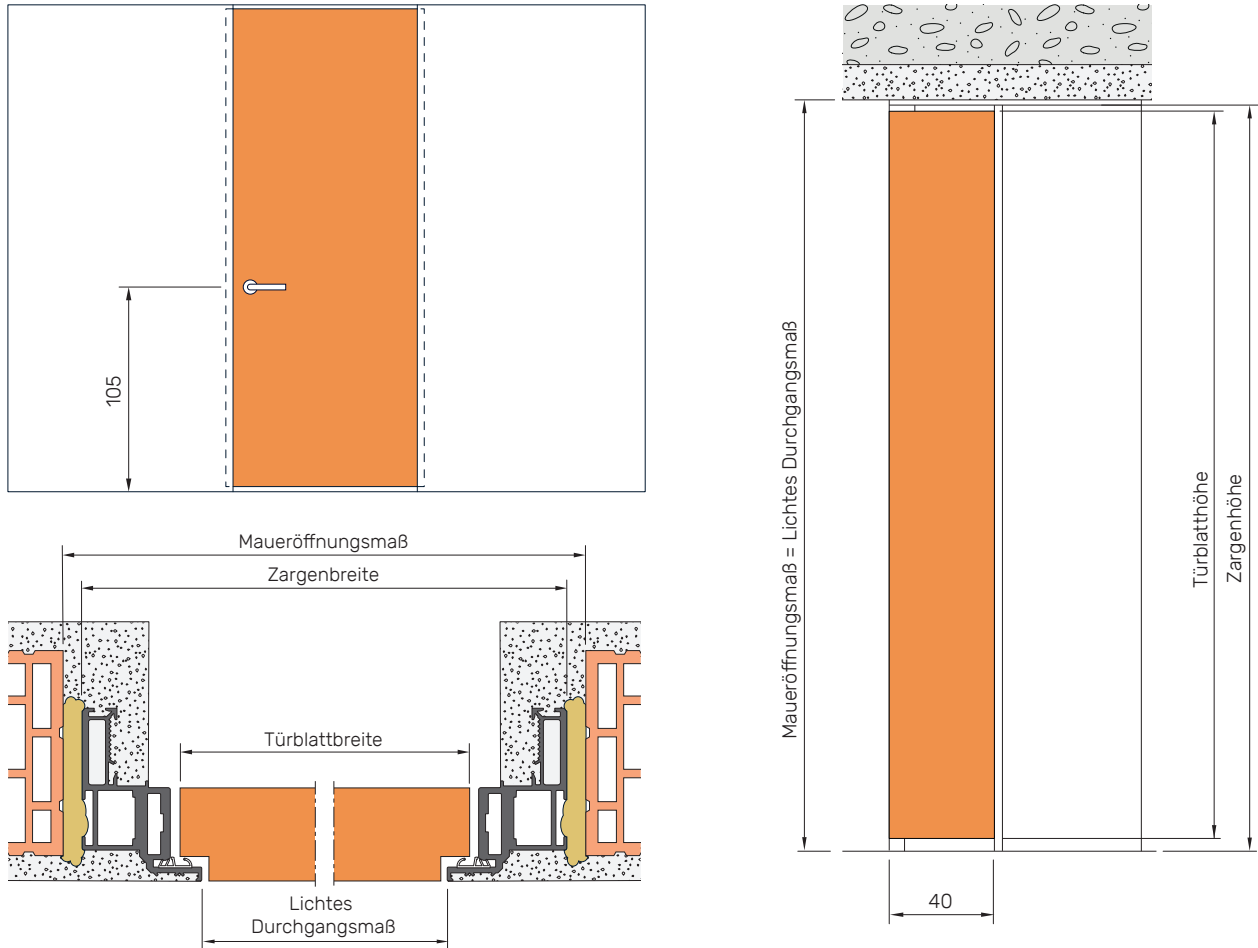 105
Maueröffnungsmaß
Zargenbreite
Türblattbreite
Lichtes
Durchgangsmaß
Maueröffnungsmaß = Lichtes Durchgangsmaß
Türblatthöhe
Zargenhöhe
40